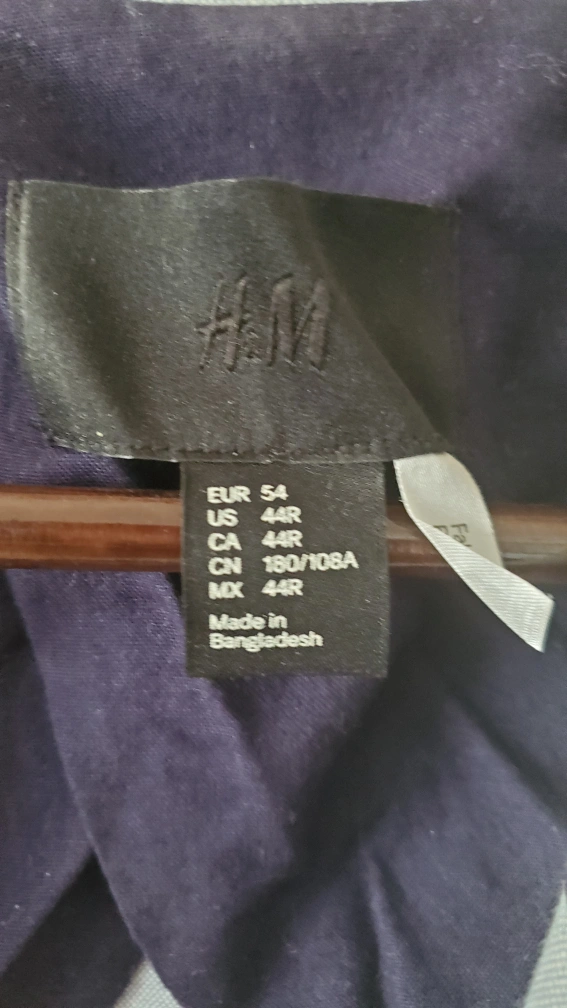 H&M
EUR 54
US 44R
CA 44R
CN 180/108A
MX 44R
Made in
Bangladesh